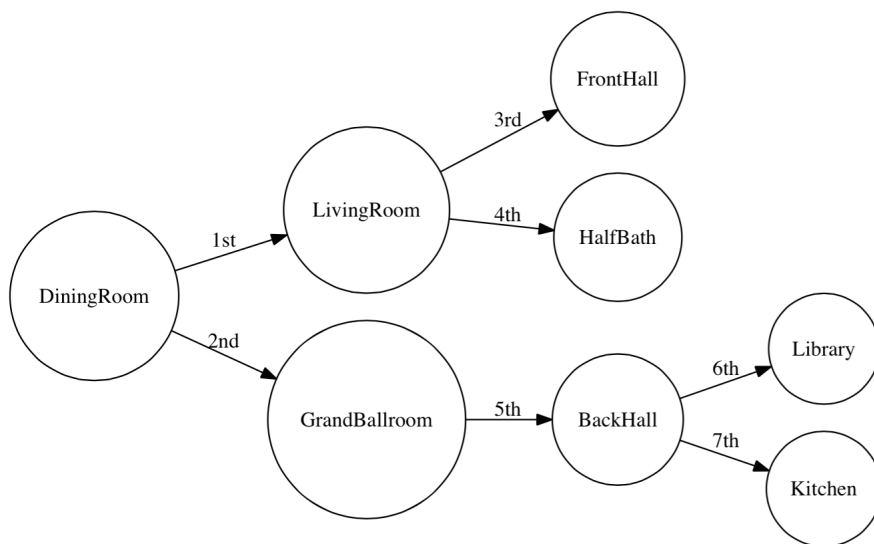 FrontHall
3rd
LivingRoom
4th
HalfBath
1st
DiningRoom
2nd
GrandBallroom
5th
BackHall
6th
Library
7th
Kitchen